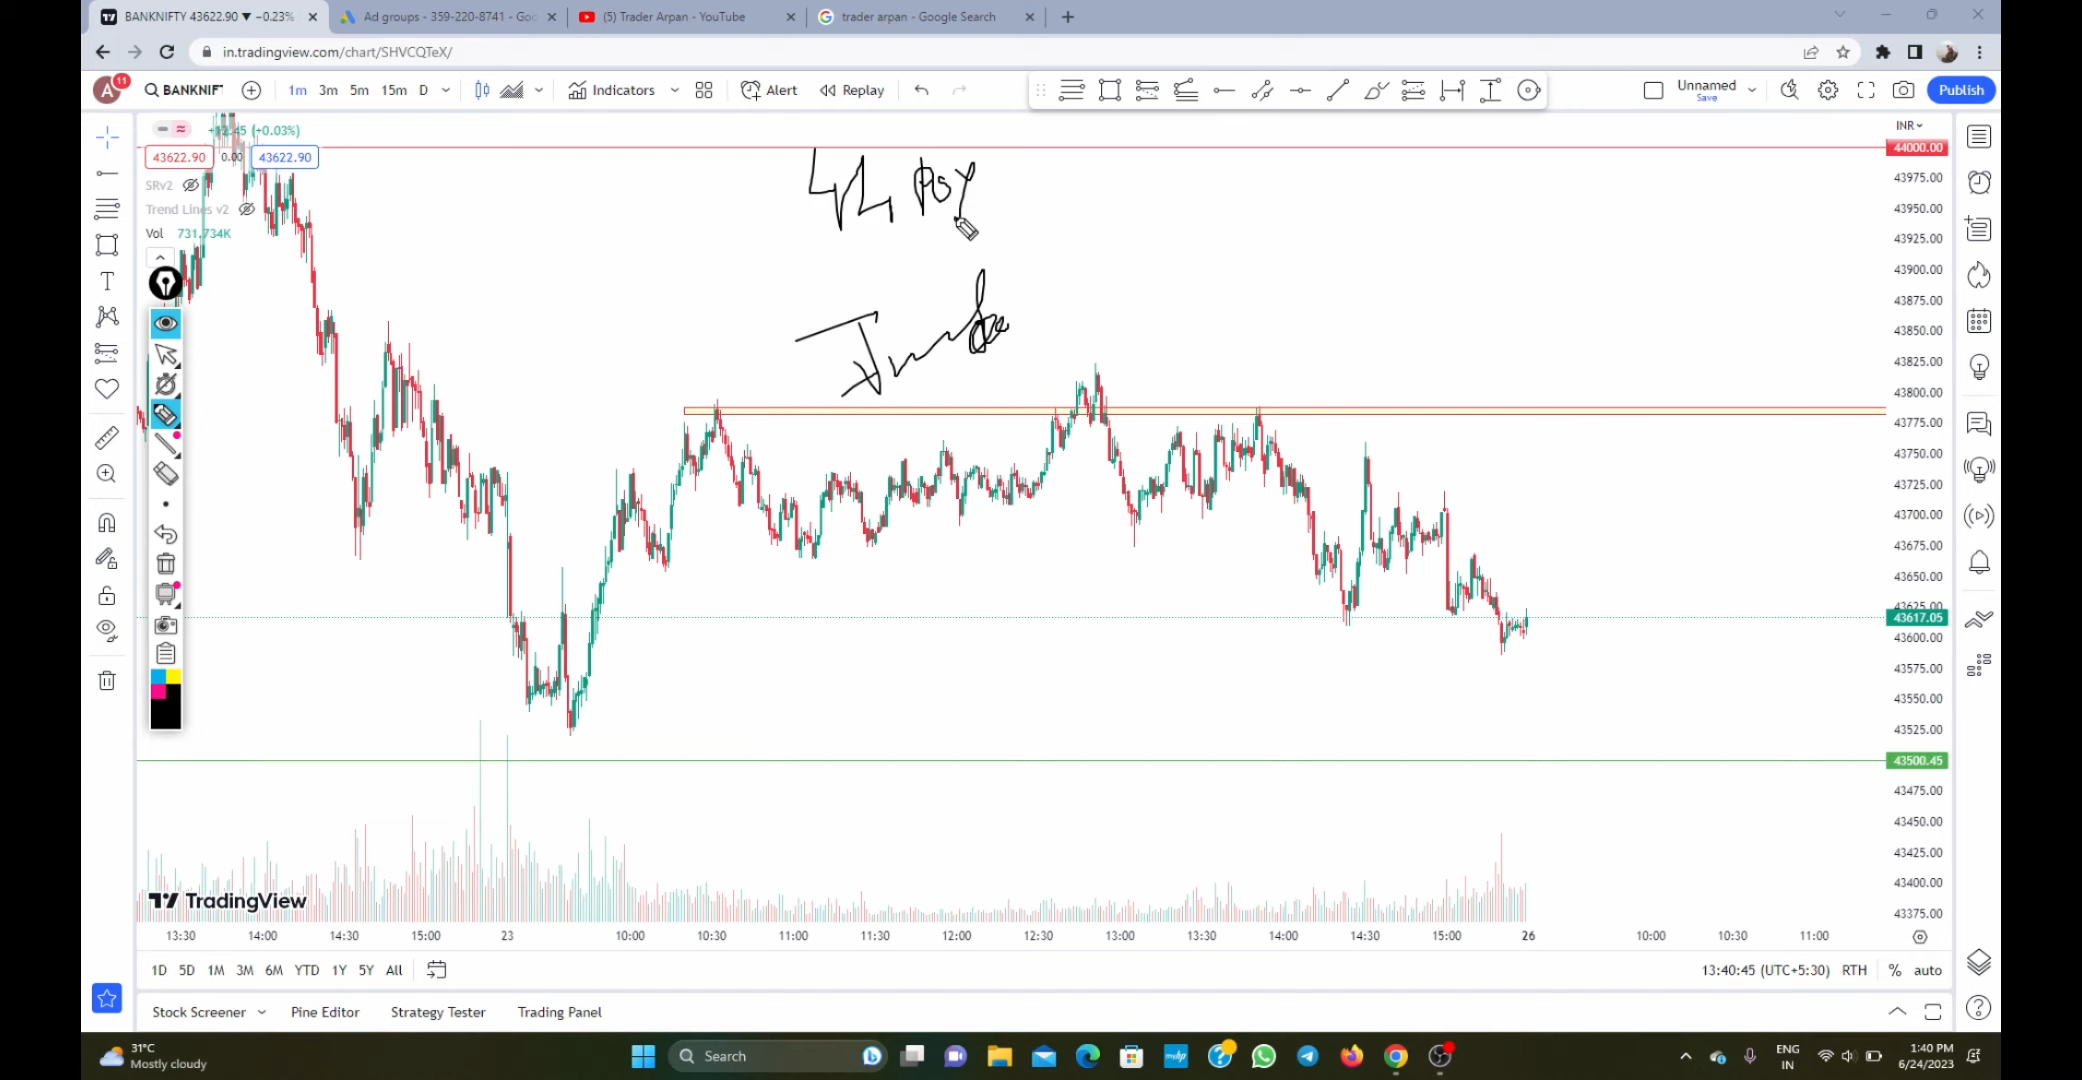 BANKNIFTY 43622.90 ▼ −0.23%
Ad groups - 359-220-8741 - Goo
(5) Trader Arpan - YouTube
trader arpan - Google Search
in.tradingview.com/chart/SHVCQTeX/
A 11
BANKNIF
1m 3m 5m 15m D
Indicators
Alert
Replay
Unnamed
Save
Publish
+12.45 (+0.03%)
43622.90 0.00 43622.90
SRv2
Trend Lines v2
Vol 731.734K
INR
44000.00
43975.00
43950.00
43925.00
43900.00
43875.00
43850.00
43825.00
43800.00
43775.00
43750.00
43725.00
43700.00
43675.00
43650.00
43625.00
43617.05
43600.00
43575.00
43550.00
43525.00
43500.45
43475.00
43450.00
43425.00
43400.00
43375.00
TradingView
13:30 14:00 14:30 15:00 23 10:00 10:30 11:00 11:30 12:00 12:30 13:00 13:30 14:00 14:30 15:00 26 10:00 10:30 11:00
1D 5D 1M 3M 6M YTD 1Y 5Y All
13:40:45 (UTC+5:30) RTH % auto
Stock Screener Pine Editor Strategy Tester Trading Panel
31°C
Mostly cloudy
Search
ENG
IN
1:40 PM
6/24/2023